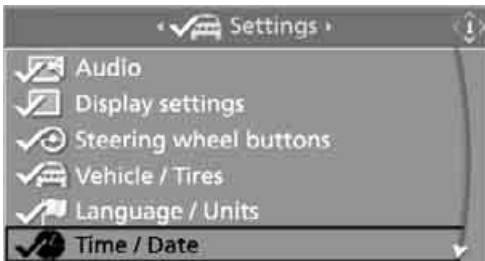 Settings
i
Audio
Display settings
Steering wheel buttons
Vehicle / Tires
Language / Units
Time / Date